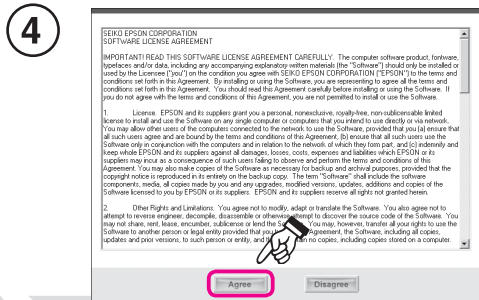 4
SEIKO EPSON CORPORATION
SOFTWARE LICENSE AGREEMENT
IMPORTANT! READ THIS SOFTWARE LICENSE AGREEMENT CAREFULLY. The computer software product, fontware,
typefaces and/or data, including any accompanying explanatory written materials (the "Software") should only be installed or
used by the Licensee ("you") on the condition you agree with SEIKO EPSON CORPORATION ("EPSON") to the terms and
conditions set forth in this Agreement. By installing or using the Software, you are representing to agree all the terms and
conditions set forth in this Agreement. You should read this Agreement carefully before installing or using the Software. If
you do not agree with the terms and conditions of this Agreement, you are not permitted to install or use the Software.
1. License. EPSON and its suppliers grant you a personal, nonexclusive, royalty-free, non-sublicensable limited
license to install and use the Software on any single computer or computers that you intend to use directly or via network.
You may allow other users of the computers connected to the network to use the Software, provided that you (a) ensure that
all such users agree and are bound by the terms and conditions of this Agreement, (b) ensure that all such users use the
Software only in conjunction with the computers and in relation to the network of which they form part, and (c) indemnify and
keep whole EPSON and its suppliers against all damages, losses, costs, expenses and liabilities which EPSON or its
suppliers may incur as a consequence of such users failing to observe and perform the terms and conditions of this
Agreement. You may also make copies of the Software as necessary for backup and archival purposes, provided that the
copyright notice is reproduced in its entirety on the backup copy. The term "Software" shall include the software
components, media, all copies made by you and any upgrades, modified versions, updates, additions and copies of the
Software licensed to you by EPSON or its suppliers. EPSON and its suppliers reserve all rights not granted herein.
2. Other Rights and Limitations. You agree not to modify, adapt or translate the Software. You also agree not to
attempt to reverse engineer, decompile, disassemble or otherwise attempt to discover the source code of the Software. You
may not share, rent, lease, encumber, sublicense or lend the Software. You may, however, transfer all your rights to use the
Software to another person or legal entity provided that you Agreement, the Software, including all copies,
updates and prior versions, to such person or entity, and no copies, including copies stored on a computer.
Agree Disagree